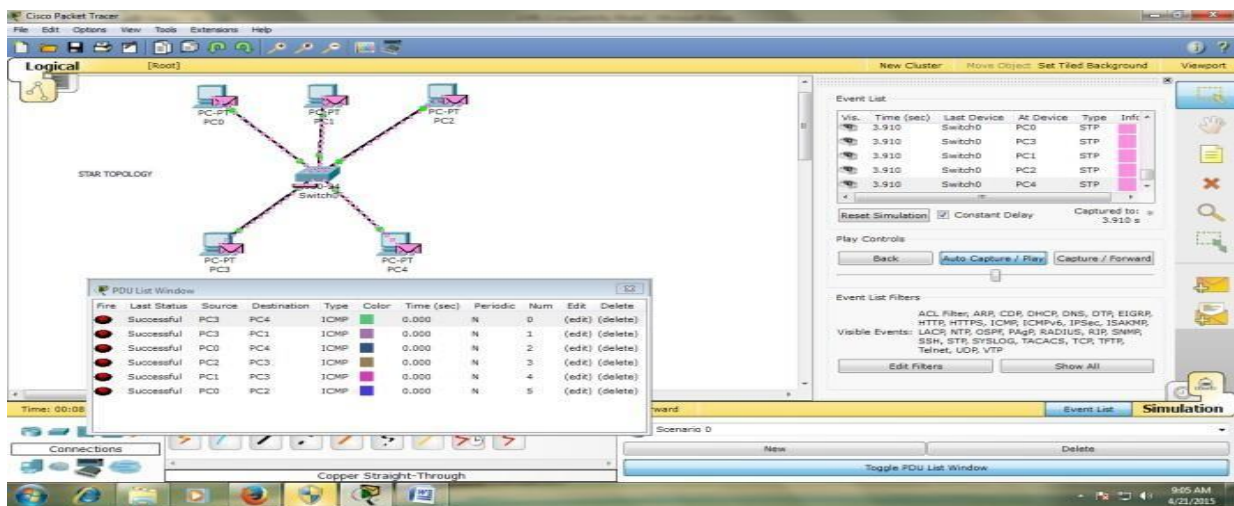 Cisco Packet Tracer
File Edit Options View Tools Extensions Help
Logical [Root] New Cluster Move Object Set Tiled Background Viewport
PC-PT
PC0
PC-PT
PC1
PC-PT
PC2
STAR TOPOLOGY
Switch0
PC-PT
PC3
PC-PT
PC4
Event List
Vis. Time (sec) Last Device At Device Type Info
3.910 Switch0 PC0 STP
3.910 Switch0 PC3 STP
3.910 Switch0 PC1 STP
3.910 Switch0 PC2 STP
3.910 Switch0 PC4 STP
Reset Simulation Constant Delay Captured to:
3.910 s
Play Controls
Back Auto Capture / Play Capture / Forward
Event List Filters
Visible Events:
ACL Filter, ARP, CDP, DHCP, DNS, DTP, EIGRP,
HTTP, HTTPS, ICMP, ICMPv6, IPSec, ISAKMP,
LACP, NTP, OSPF, PAgP, RADIUS, RIP, SNMP,
SSH, STP, SYSLOG, TACACS, TCP, TFTP,
Telnet, UDP, VTP
Edit Filters Show All
PDU List Window
Fire Last Status Source Destination Type Color Time (sec) Periodic Num Edit Delete
Successful PC3 PC4 ICMP 0.000 N 0 (edit) (delete)
Successful PC3 PC1 ICMP 0.000 N 1 (edit) (delete)
Successful PC0 PC4 ICMP 0.000 N 2 (edit) (delete)
Successful PC2 PC3 ICMP 0.000 N 3 (edit) (delete)
Successful PC1 PC3 ICMP 0.000 N 4 (edit) (delete)
Successful PC0 PC2 ICMP 0.000 N 5 (edit) (delete)
Time: 00:08 ward Event List Simulation
Connections
Copper Straight-Through
Scenario 0
New Delete
Toggle PDU List Window
9:05 AM
4/21/2015